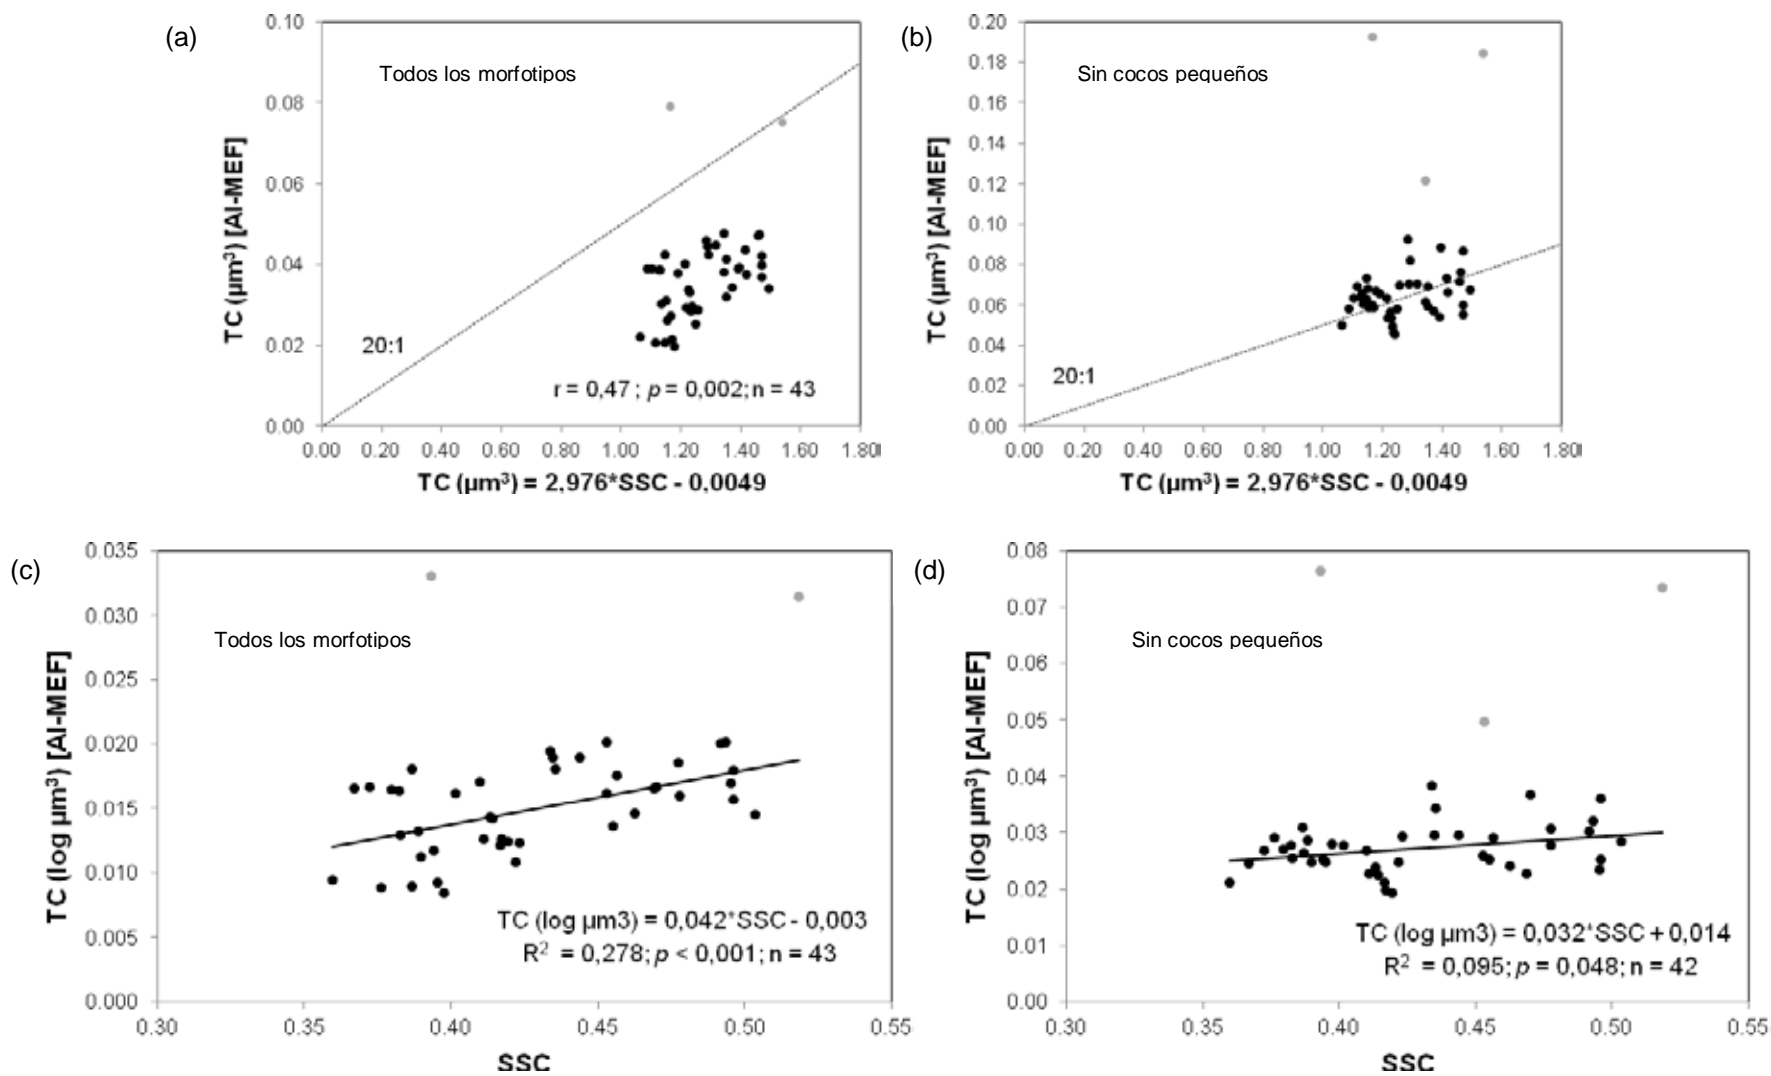 (a)
Todos los morfotipos
TC (µm³) [AI-MEF]
0.10
0.08
0.06
0.04
0.02
0.00
20:1
r = 0,47 ; p = 0,002; n = 43
0.00 0.20 0.40 0.60 0.80 1.00 1.20 1.40 1.60 1.80
TC (µm³) = 2,976*SSC - 0,0049
(b)
Sin cocos pequeños
TC (µm³) [AI-MEF]
0.20
0.18
0.16
0.14
0.12
0.10
0.08
0.06
0.04
0.02
0.00
20:1
0.00 0.20 0.40 0.60 0.80 1.00 1.20 1.40 1.60 1.80
TC (µm³) = 2,976*SSC - 0,0049
(c)
Todos los morfotipos
TC (log µm³) [AI-MEF]
0.035
0.030
0.025
0.020
0.015
0.010
0.005
0.000
TC (log µm3) = 0,042*SSC - 0,003
R² = 0,278; p < 0,001; n = 43
0.30 0.35 0.40 0.45 0.50 0.55
SSC
(d)
Sin cocos pequeños
TC (log µm³) [AI-MEF]
0.08
0.07
0.06
0.05
0.04
0.03
0.02
0.01
0.00
TC (log µm3) = 0,032*SSC + 0,014
R² = 0,095; p = 0,048; n = 42
0.30 0.35 0.40 0.45 0.50 0.55
SSC